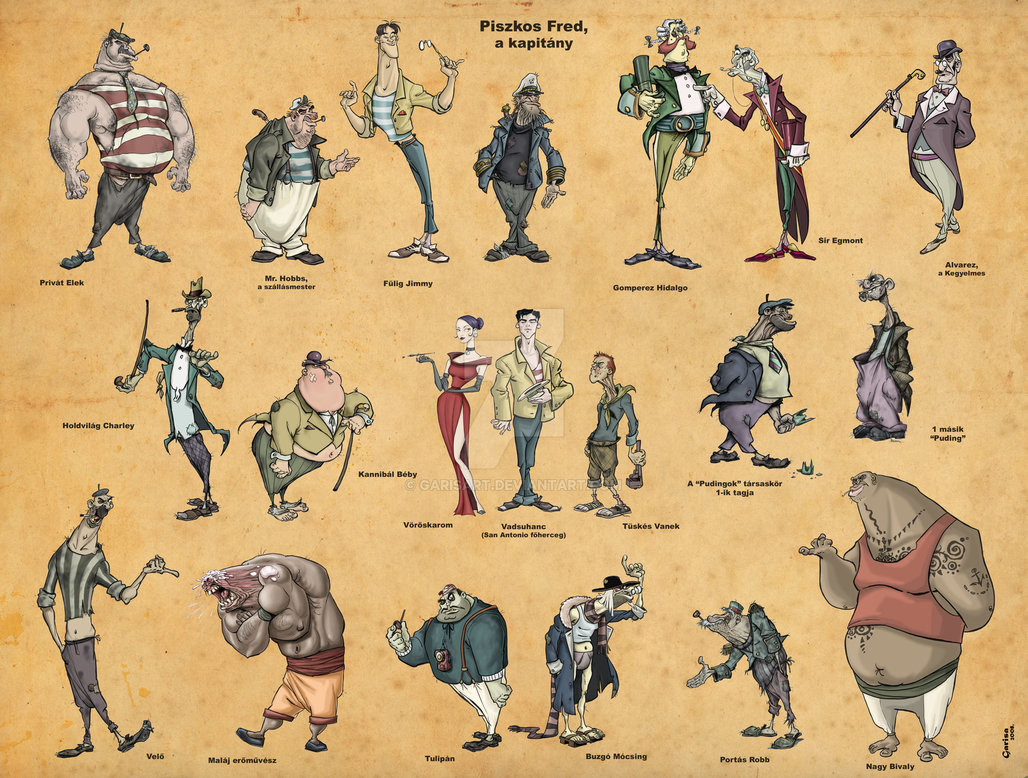 Piszkos Fred,
a kapitány
Privát Elek
Mr. Hobbs,
a szállásmester
Fülig Jimmy
Gomperez Hidalgo
Sir Egmont
Alvarez,
a Kegyelmes
Holdvilág Charley
Kannibál Béby
Vöröskarom
Vadsuhanc
(San Antonio főherceg)
Tüskés Vanek
A "Pudingok" társaskör
1-ik tagja
1 másik
"Puding"
© GARISART.DEVIANTART
Velő
Maláj erőművész
Tulipán
Buzgó Mócsing
Portás Robb
Nagy Bivaly
Garisa
2008.